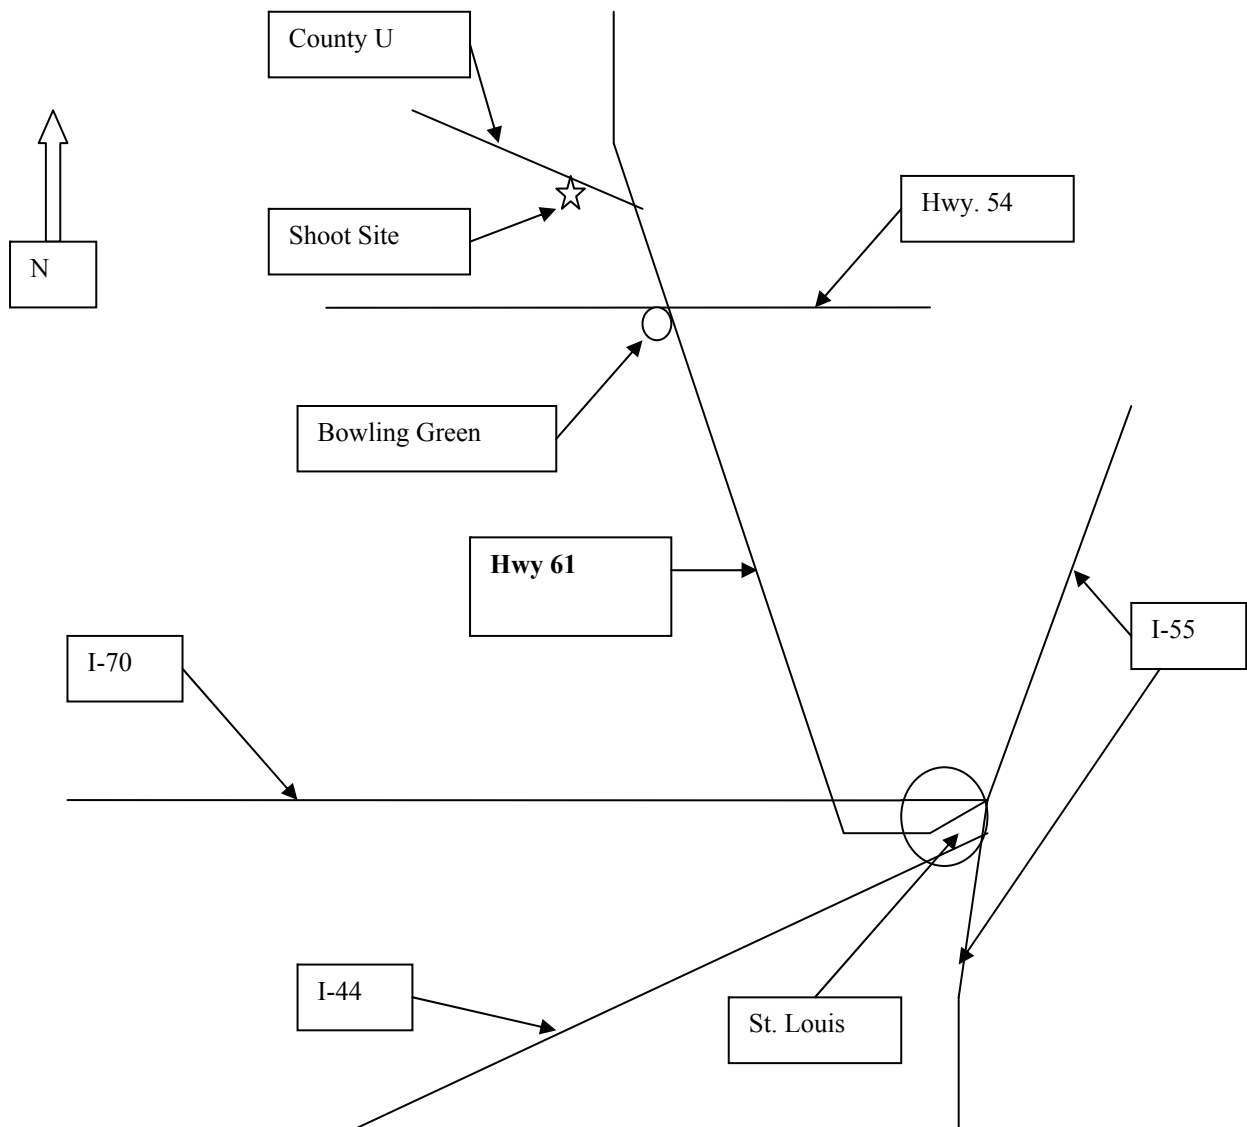 County U
Hwy. 54
Shoot Site
N
Bowling Green
Hwy 61
I-55
I-70
I-44
St. Louis